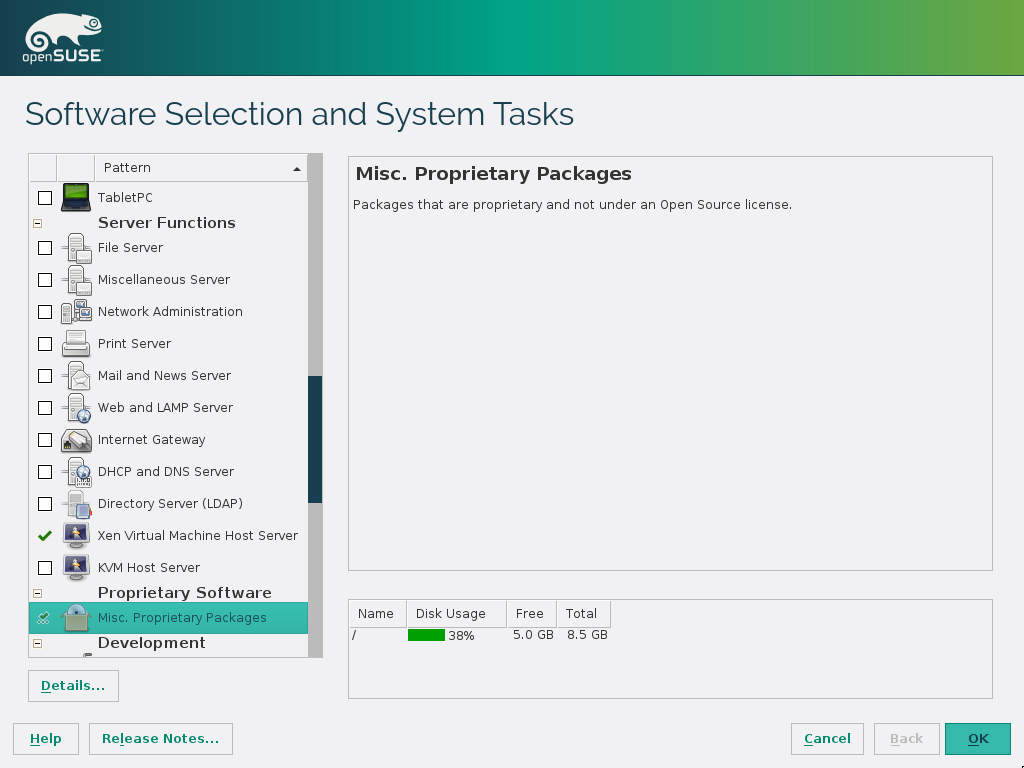 openSUSE
Software Selection and System Tasks
Pattern
TabletPC
Server Functions
File Server
Miscellaneous Server
Network Administration
Print Server
Mail and News Server
Web and LAMP Server
Internet Gateway
DHCP and DNS Server
Directory Server (LDAP)
Xen Virtual Machine Host Server
KVM Host Server
Proprietary Software
Misc. Proprietary Packages
Development
Details...
Misc. Proprietary Packages
Packages that are proprietary and not under an Open Source license.
Name Disk Usage Free Total
/ 38% 5.0 GB 8.5 GB
Help Release Notes... Cancel Back OK